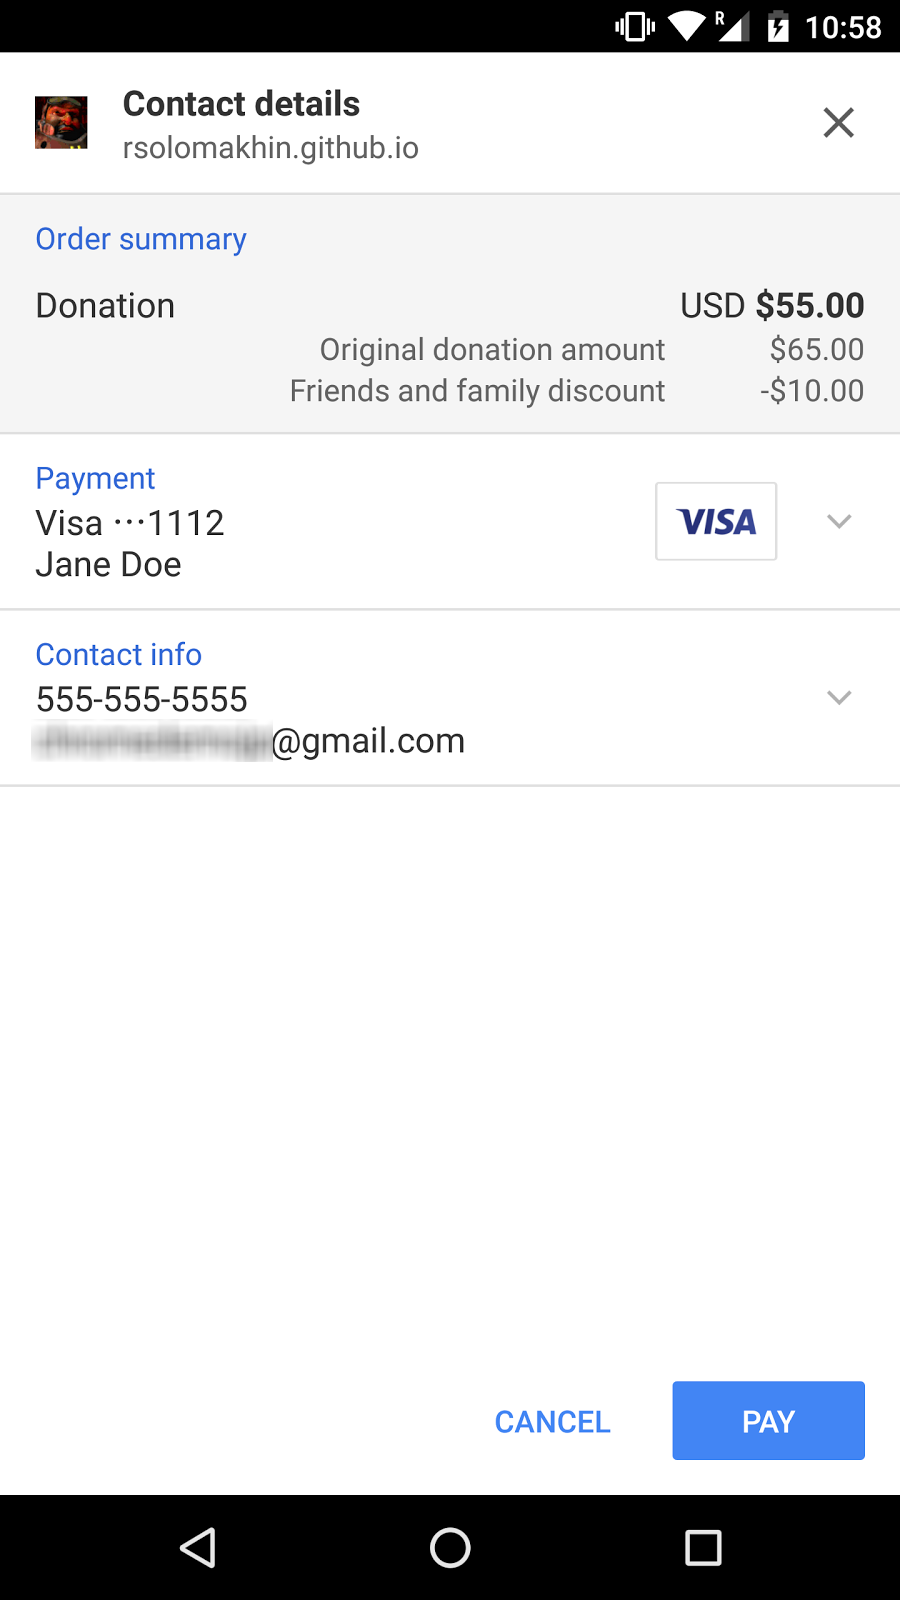 R 10:58
Contact details
rsolomakhin.github.io
Order summary
Donation USD $55.00
Original donation amount $65.00
Friends and family discount -$10.00
Payment
Visa ···1112 VISA
Jane Doe
Contact info
555-555-5555
@gmail.com
CANCEL PAY